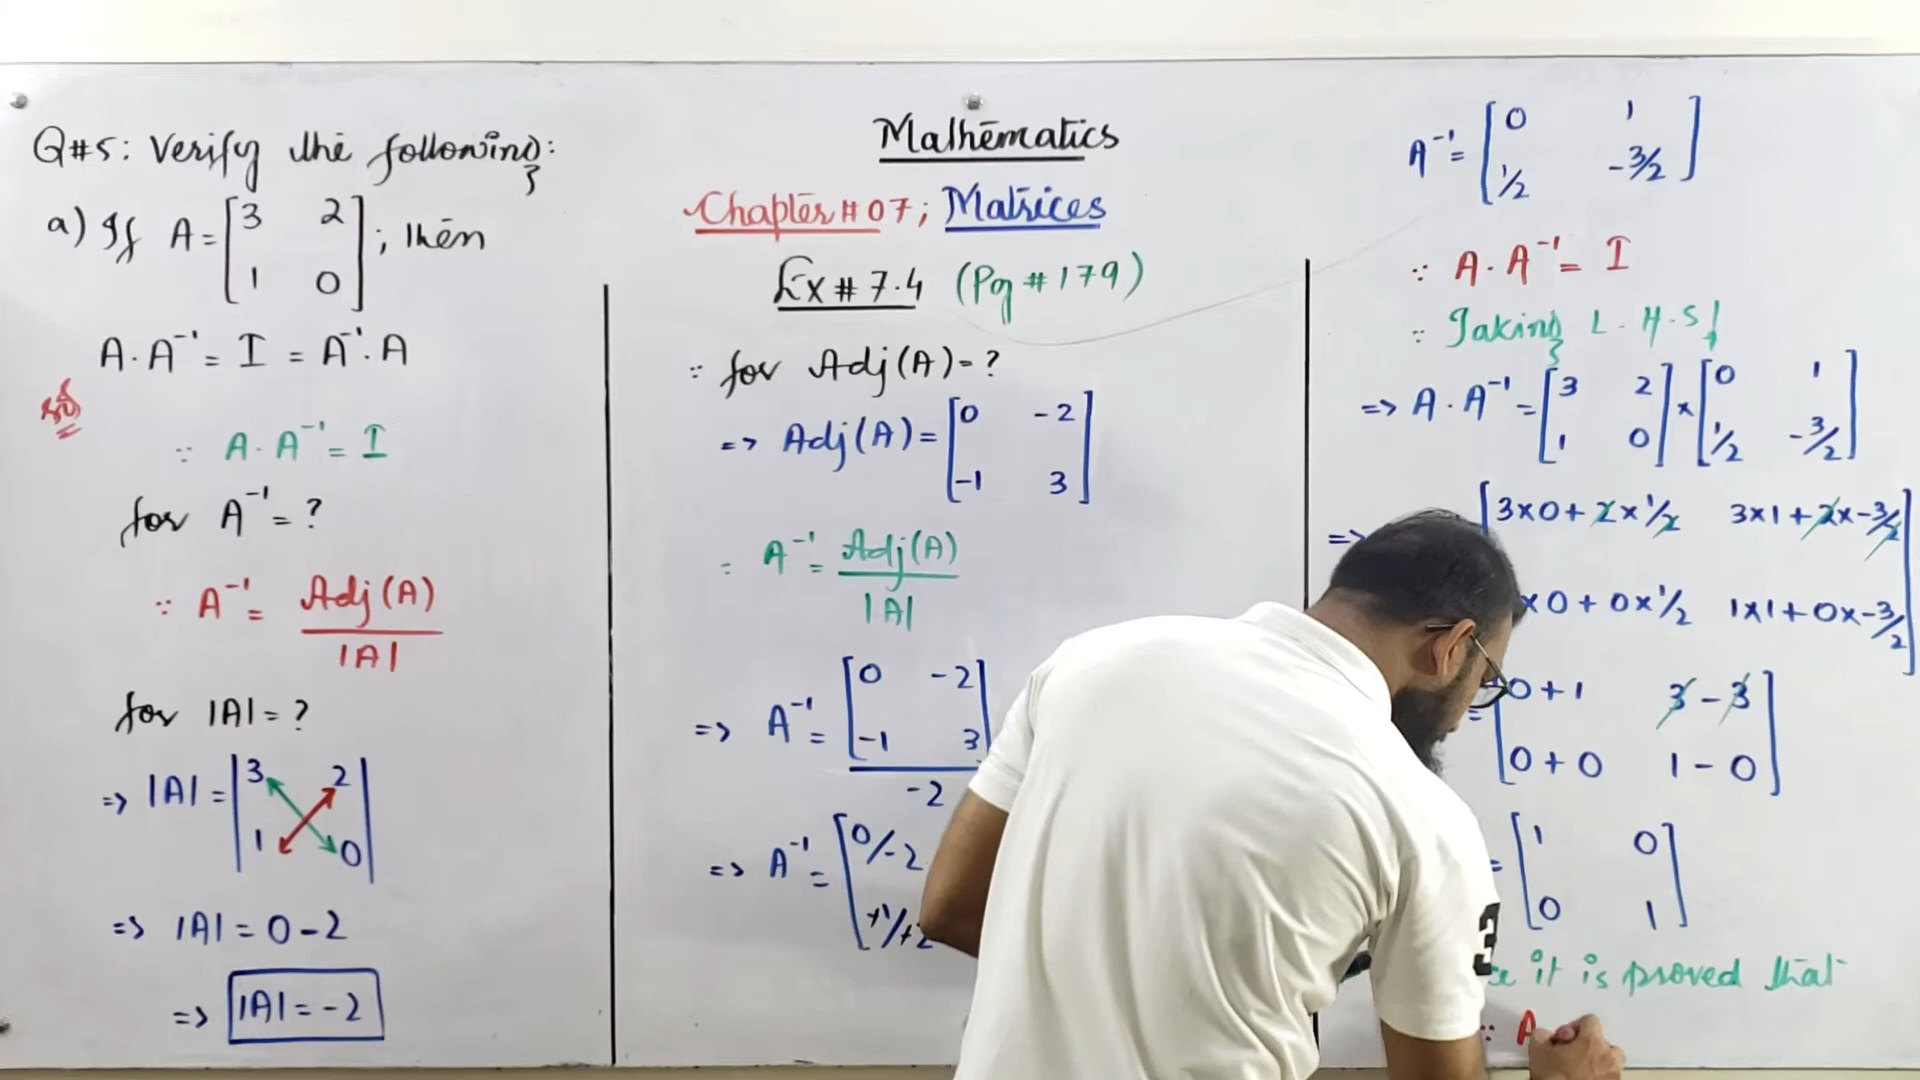 Q#5: Verify the following:
a) If A = [3 2; 1 0]; then
A.A⁻¹ = I = A⁻¹.A
Sol
∵ A.A⁻¹ = I
for A⁻¹ = ?
∵ A⁻¹ = Adj(A) / |A|
for |A| = ?
=> |A| = |3 2; 1 0|
=> |A| = 0 - 2
=> |A| = -2
Mathematics
Chapter # 07; Matrices
Ex # 7.4 (Pg # 179)
∵ for Adj(A) = ?
=> Adj(A) = [0 -2; -1 3]
= A⁻¹ = Adj(A) / |A|
=> A⁻¹ = [0 -2; -1 3] / -2
=> A⁻¹ = [0/-2; +1/+2
A⁻¹ = [0 1; 1/2 -3/2]
∵ A.A⁻¹ = I
∵ Taking L.H.S!
=> A.A⁻¹ = [3 2; 1 0] × [0 1; 1/2 -3/2]
=> [3×0 + 2×1/2 3×1 + 2×-3/2
×0 + 0×1/2 1×1 + 0×-3/2]
= [0+1 3-3; 0+0 1-0]
= [1 0; 0 1]
it is proved that
∵ A
3